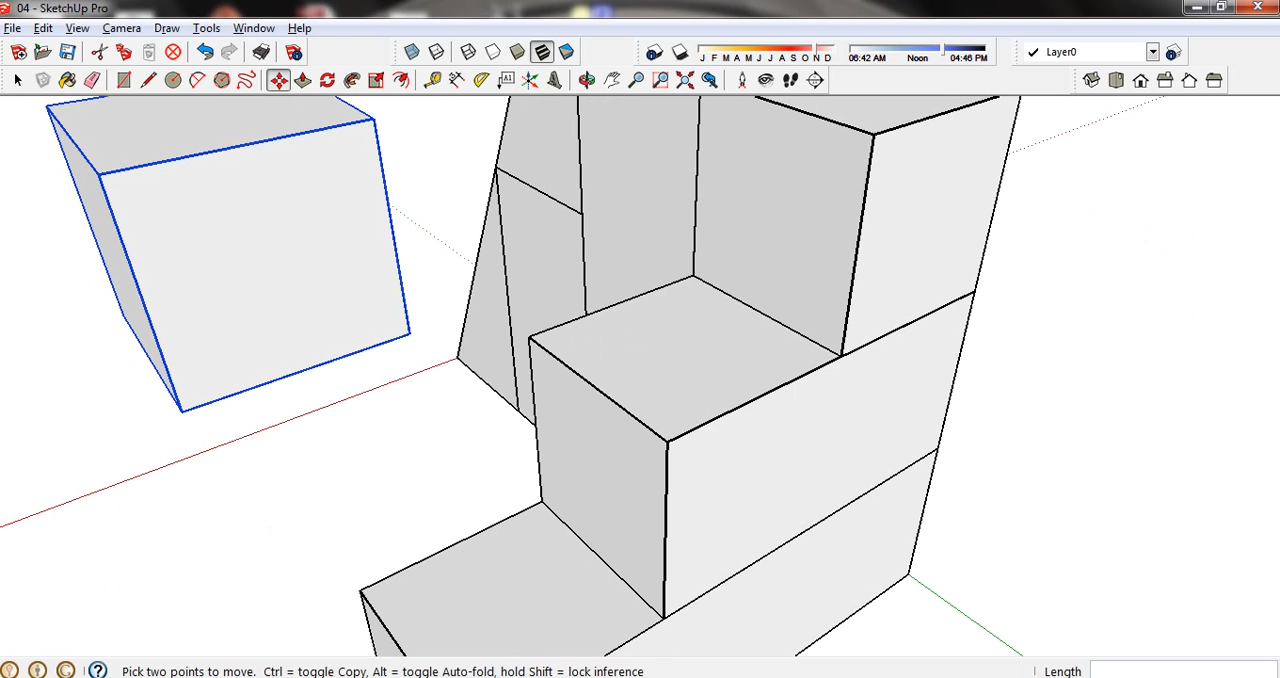 04 - SketchUp Pro
File Edit View Camera Draw Tools Window Help
J F M A M J J A S O N D
06:42 AM Noon 04:46 PM
Layer0
Pick two points to move. Ctrl = toggle Copy, Alt = toggle Auto-fold, hold Shift = lock inference
Length